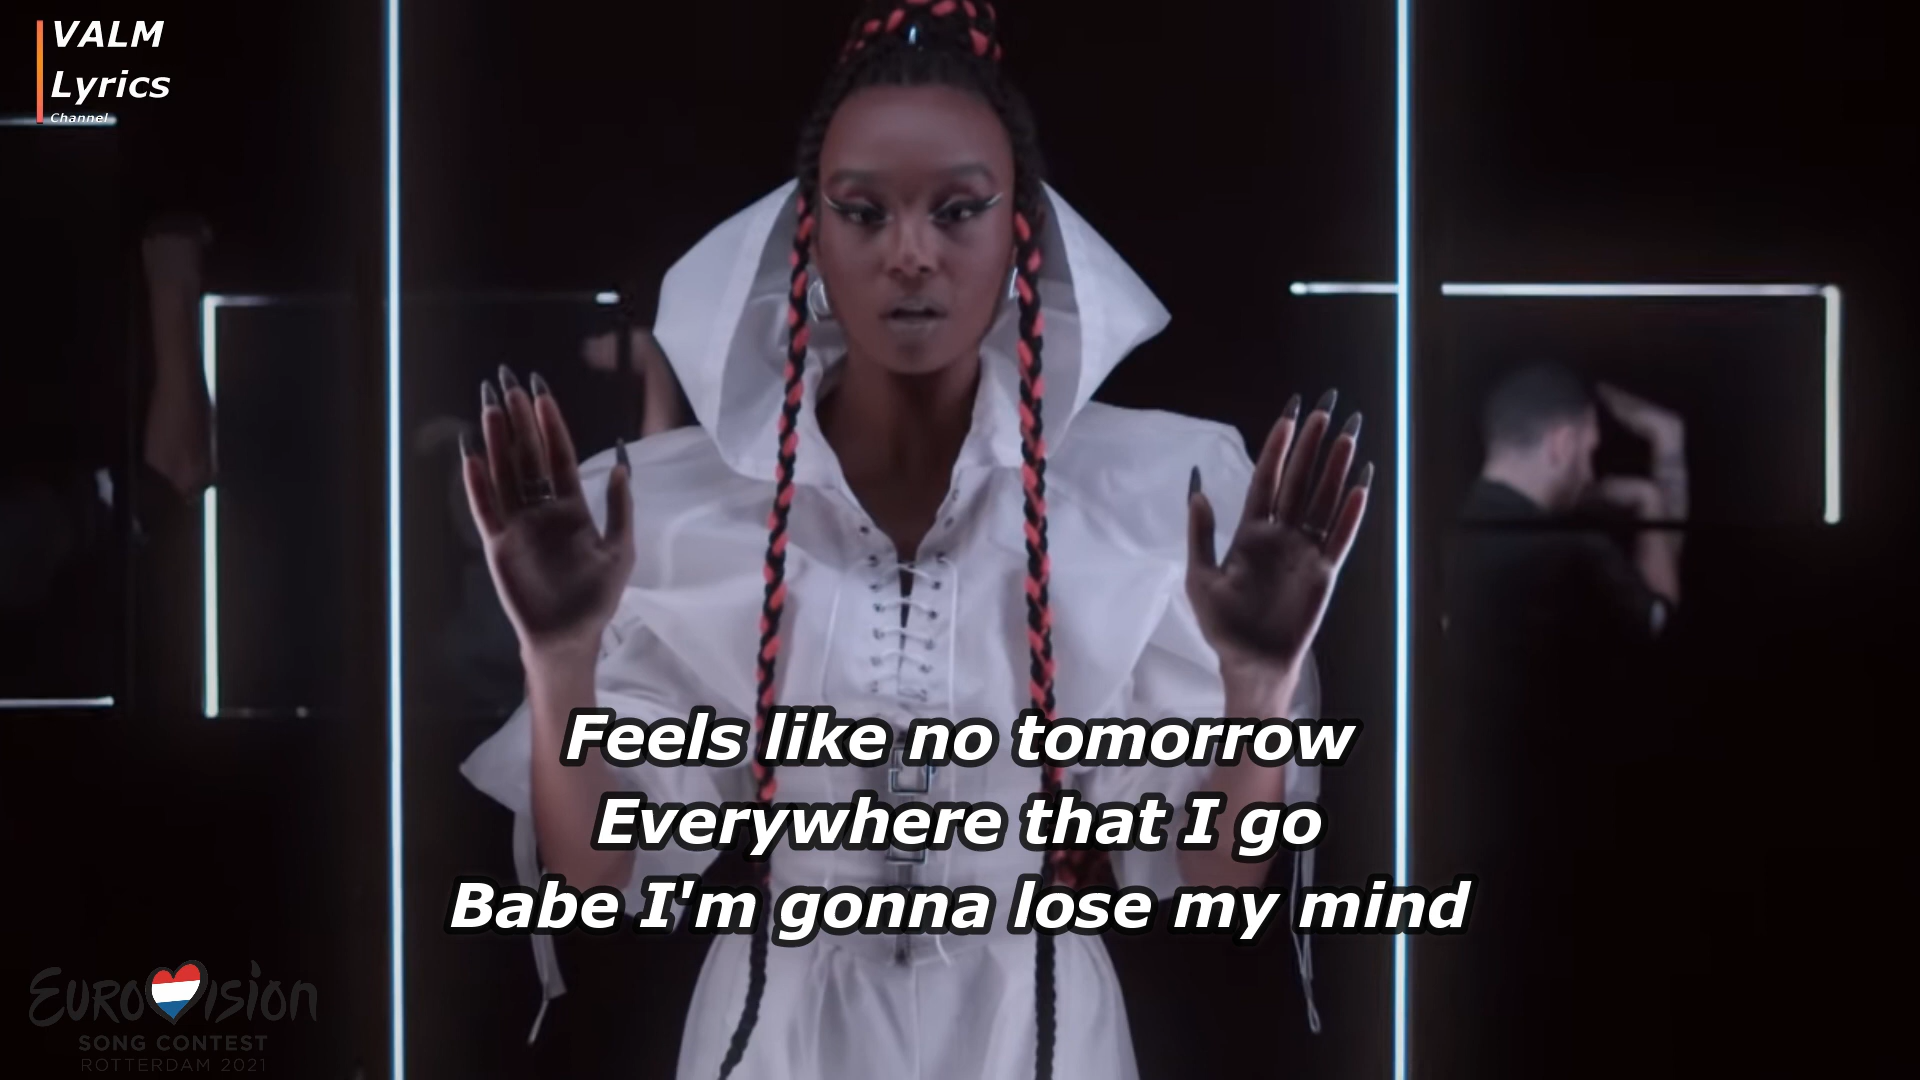 VALM
Lyrics
Channel
Feels like no tomorrow
Everywhere that I go
Babe I'm gonna lose my mind
EUROVISION
SONG CONTEST
ROTTERDAM 2021